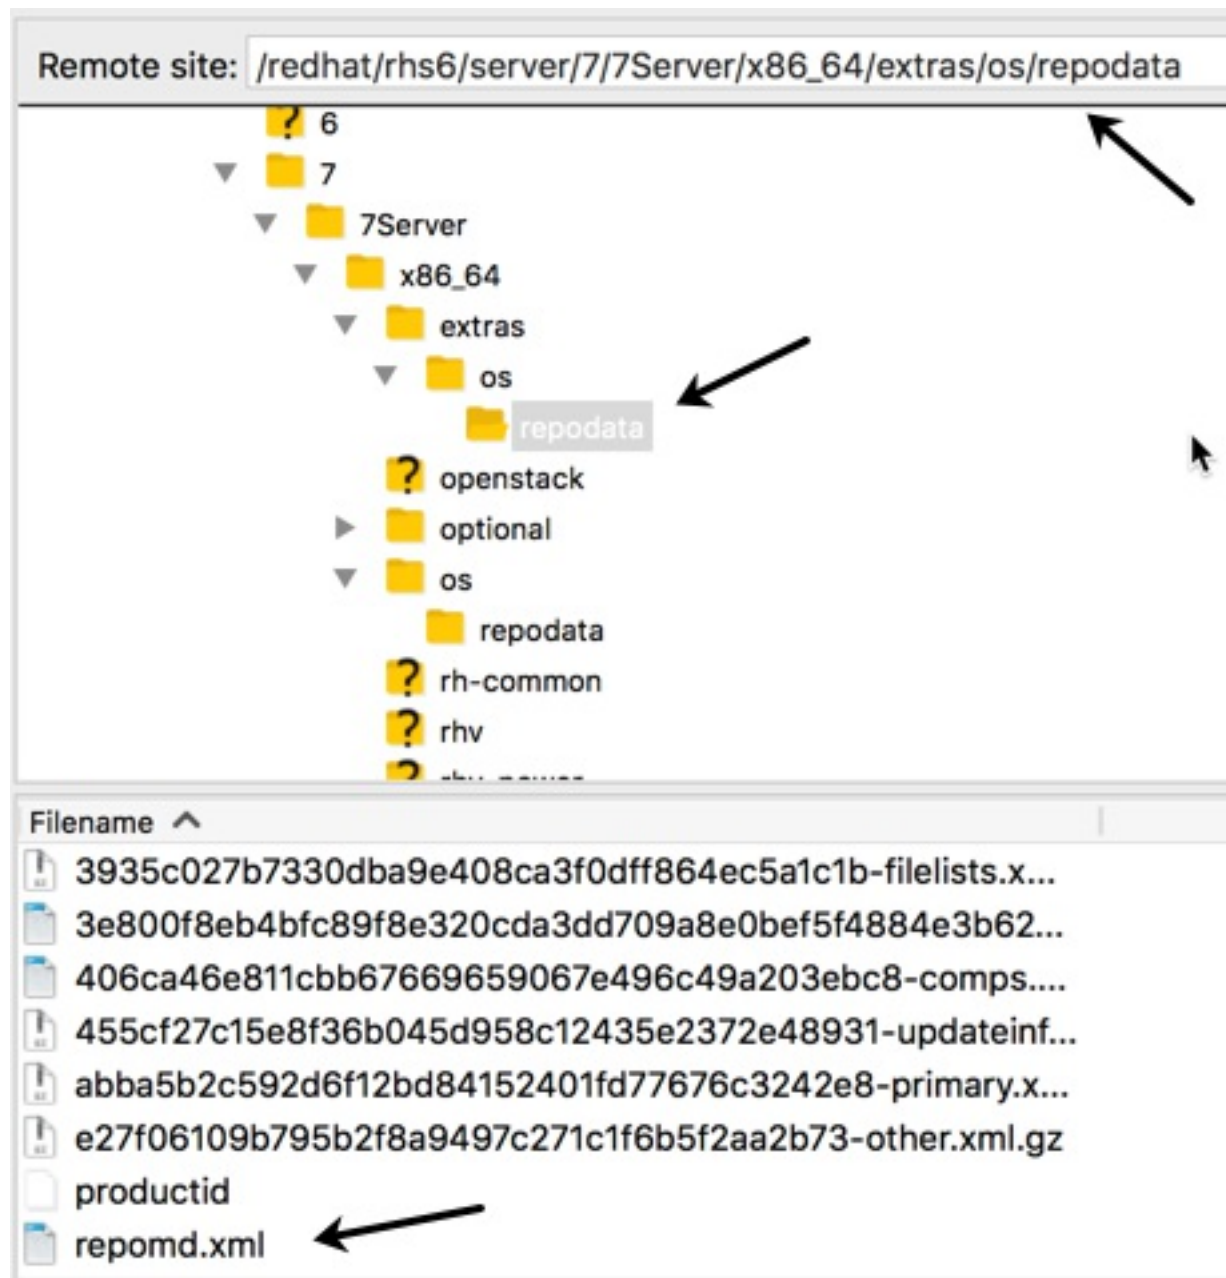 Remote site: /redhat/rhs6/server/7/7Server/x86_64/extras/os/repodata
? 6
7
7Server
x86_64
extras
os
repodata
? openstack
optional
os
repodata
? rh-common
? rhv
Filename
3935c027b7330dba9e408ca3f0dff864ec5a1c1b-filelists.x...
3e800f8eb4bfc89f8e320cda3dd709a8e0bef5f4884e3b62...
406ca46e811cbb67669659067e496c49a203ebc8-comps....
455cf27c15e8f36b045d958c12435e2372e48931-updateinf...
abba5b2c592d6f12bd84152401fd77676c3242e8-primary.x...
e27f06109b795b2f8a9497c271c1f6b5f2aa2b73-other.xml.gz
productid
repomd.xml